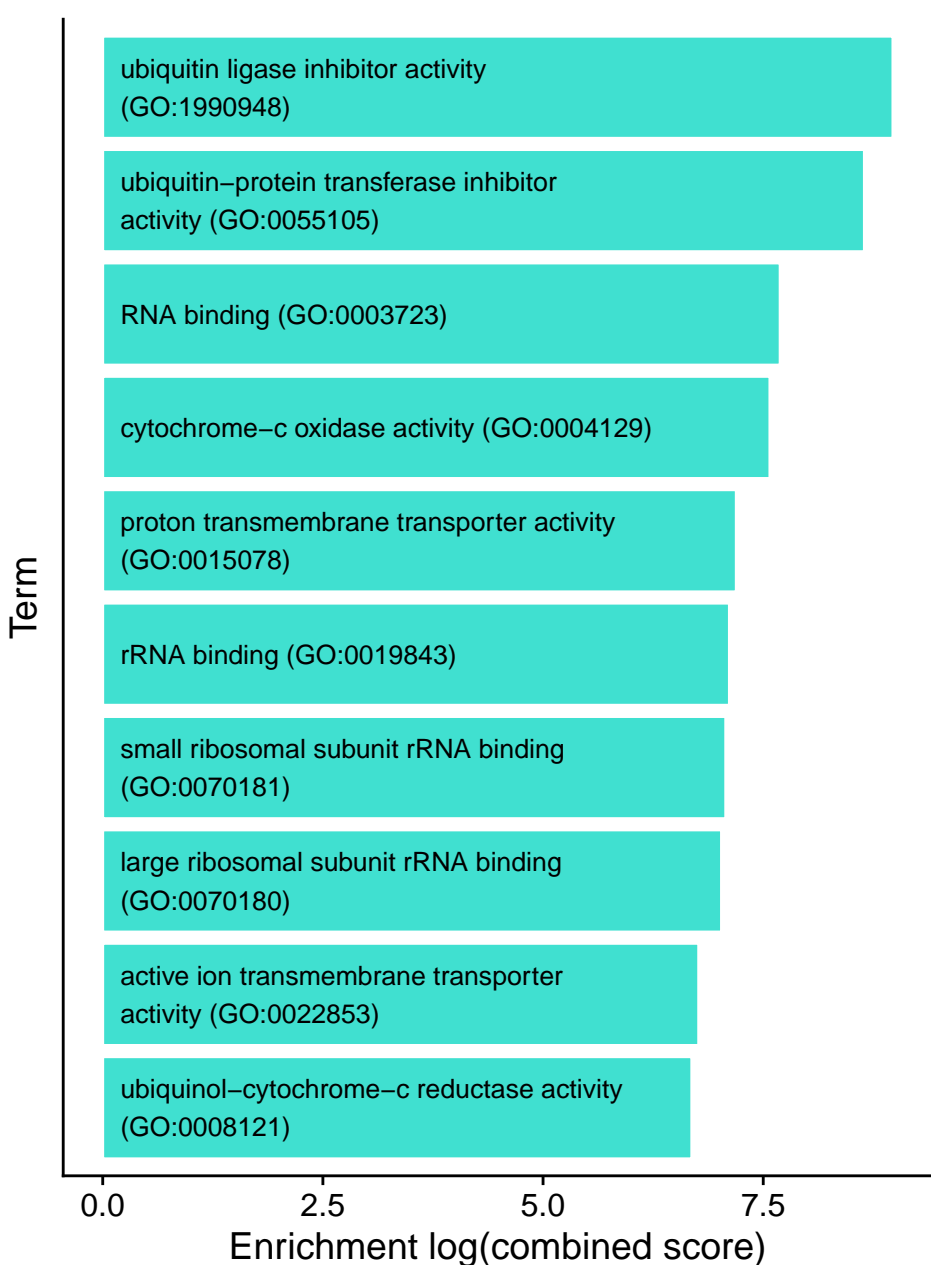 ubiquitin ligase inhibitor activity
(GO:1990948)
ubiquitin−protein transferase inhibitor
activity (GO:0055105)
RNA binding (GO:0003723)
cytochrome−c oxidase activity (GO:0004129)
proton transmembrane transporter activity
(GO:0015078)
rRNA binding (GO:0019843)
small ribosomal subunit rRNA binding
(GO:0070181)
large ribosomal subunit rRNA binding
(GO:0070180)
active ion transmembrane transporter
activity (GO:0022853)
ubiquinol−cytochrome−c reductase activity
(GO:0008121)
Term
0.0 2.5 5.0 7.5
Enrichment log(combined score)